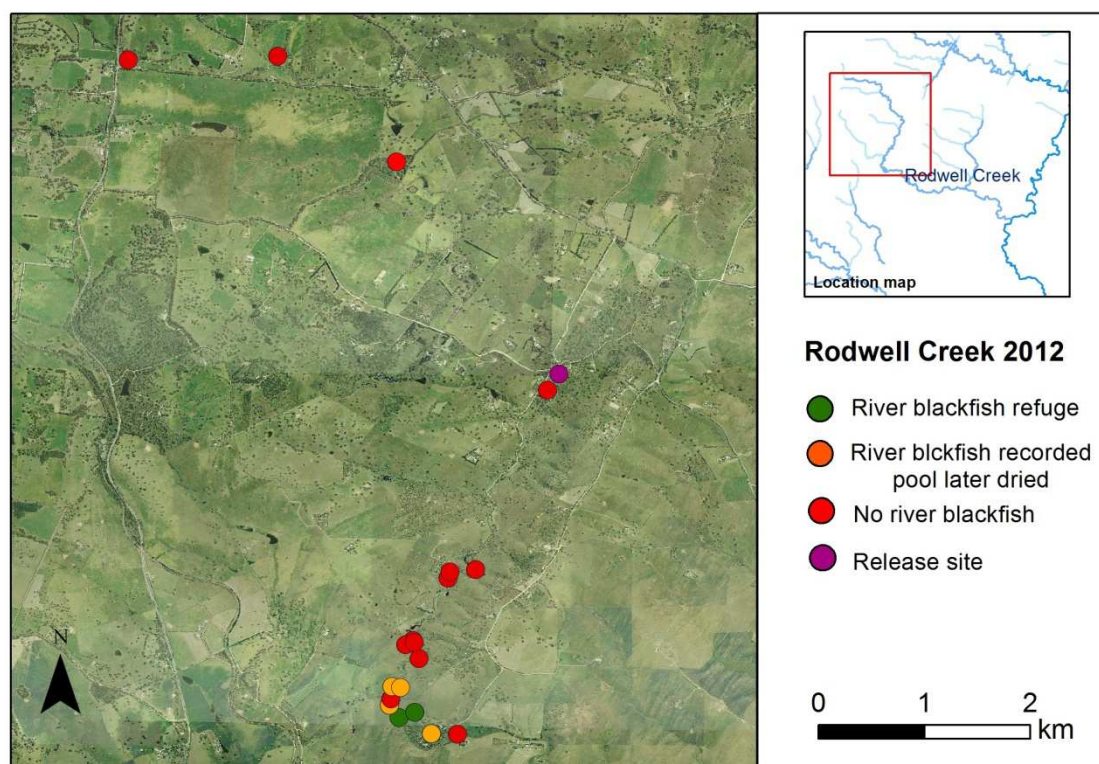 Rodwell Creek
Location map
Rodwell Creek 2012
River blackfish refuge
River blckfish recorded
pool later dried
No river blackfish
Release site
N
0 1 2
km